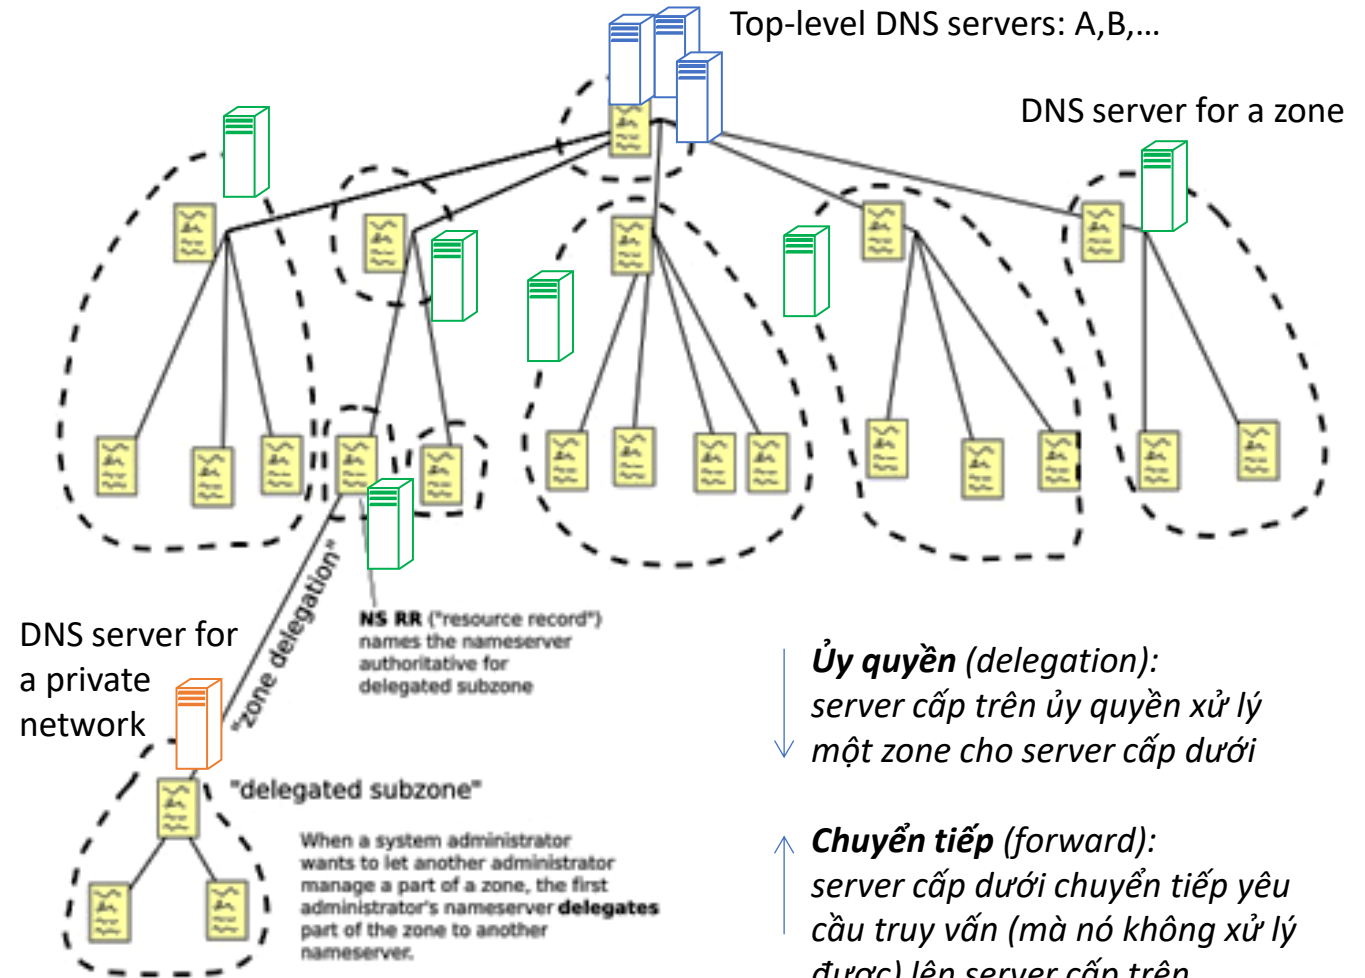 Top-level DNS servers: A,B,...
DNS server for a zone
"zone delegation"
NS RR ("resource record")
names the nameserver
authoritative for
delegated subzone
DNS server for
a private
network
"delegated subzone"
When a system administrator
wants to let another administrator
manage a part of a zone, the first
administrator's nameserver delegates
part of the zone to another
nameserver.
Ủy quyền (delegation):
server cấp trên ủy quyền xử lý
một zone cho server cấp dưới
Chuyển tiếp (forward):
server cấp dưới chuyển tiếp yêu
cầu truy vấn (mà nó không xử lý
được) lên server cấp trên